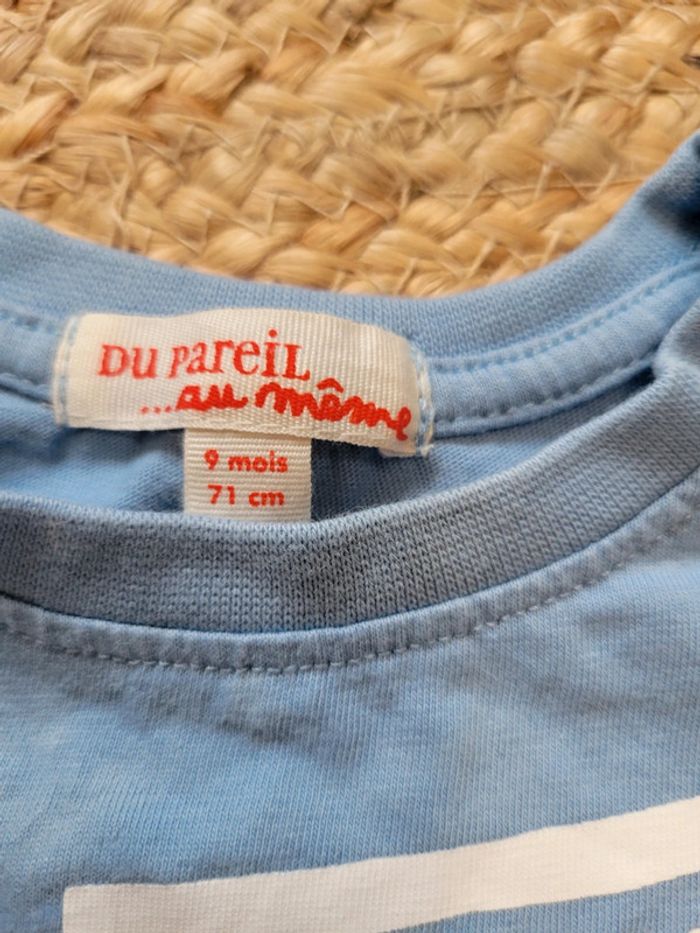 DU PAREIL
...au même
9 mois
71 cm